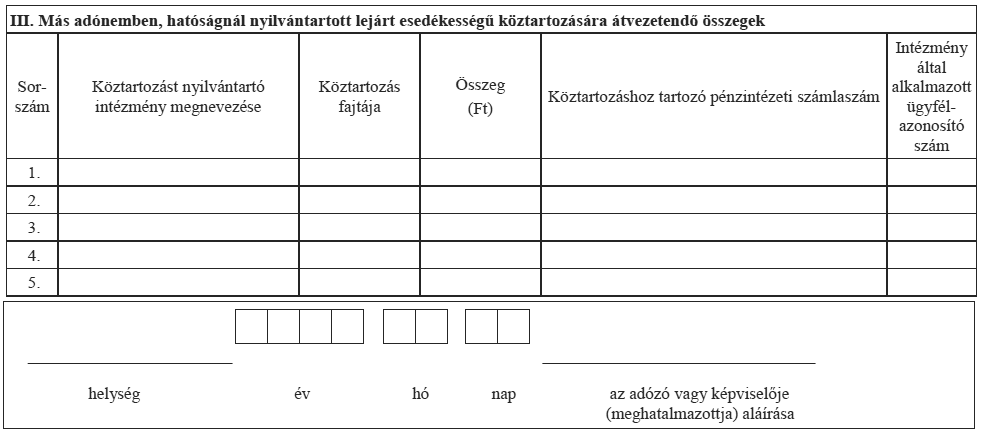 III. Más adónemben, hatóságnál nyilvántartott lejárt esedékességű köztartozására átvezetendő összegek
Sor-
szám
Köztartozást nyilvántartó
intézmény megnevezése
Köztartozás
fajtája
Összeg
(Ft)
Köztartozáshoz tartozó pénzintézeti számlaszám
Intézmény
által
alkalmazott
ügyfél-
azonosító
szám
1.
2.
3.
4.
5.
helység
év
hó
nap
az adózó vagy képviselője
(meghatalmazottja) aláírása